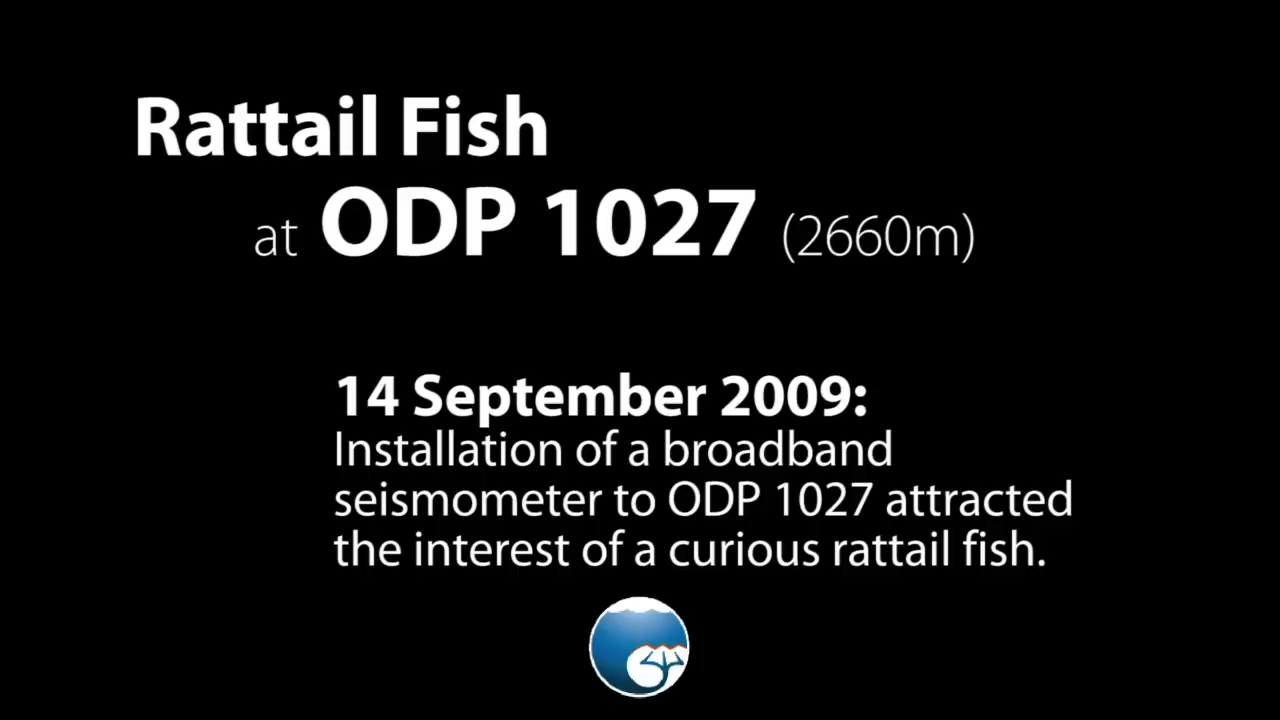 Rattail Fish
at ODP 1027 (2660m)
14 September 2009:
Installation of a broadband
seismometer to ODP 1027 attracted
the interest of a curious rattail fish.